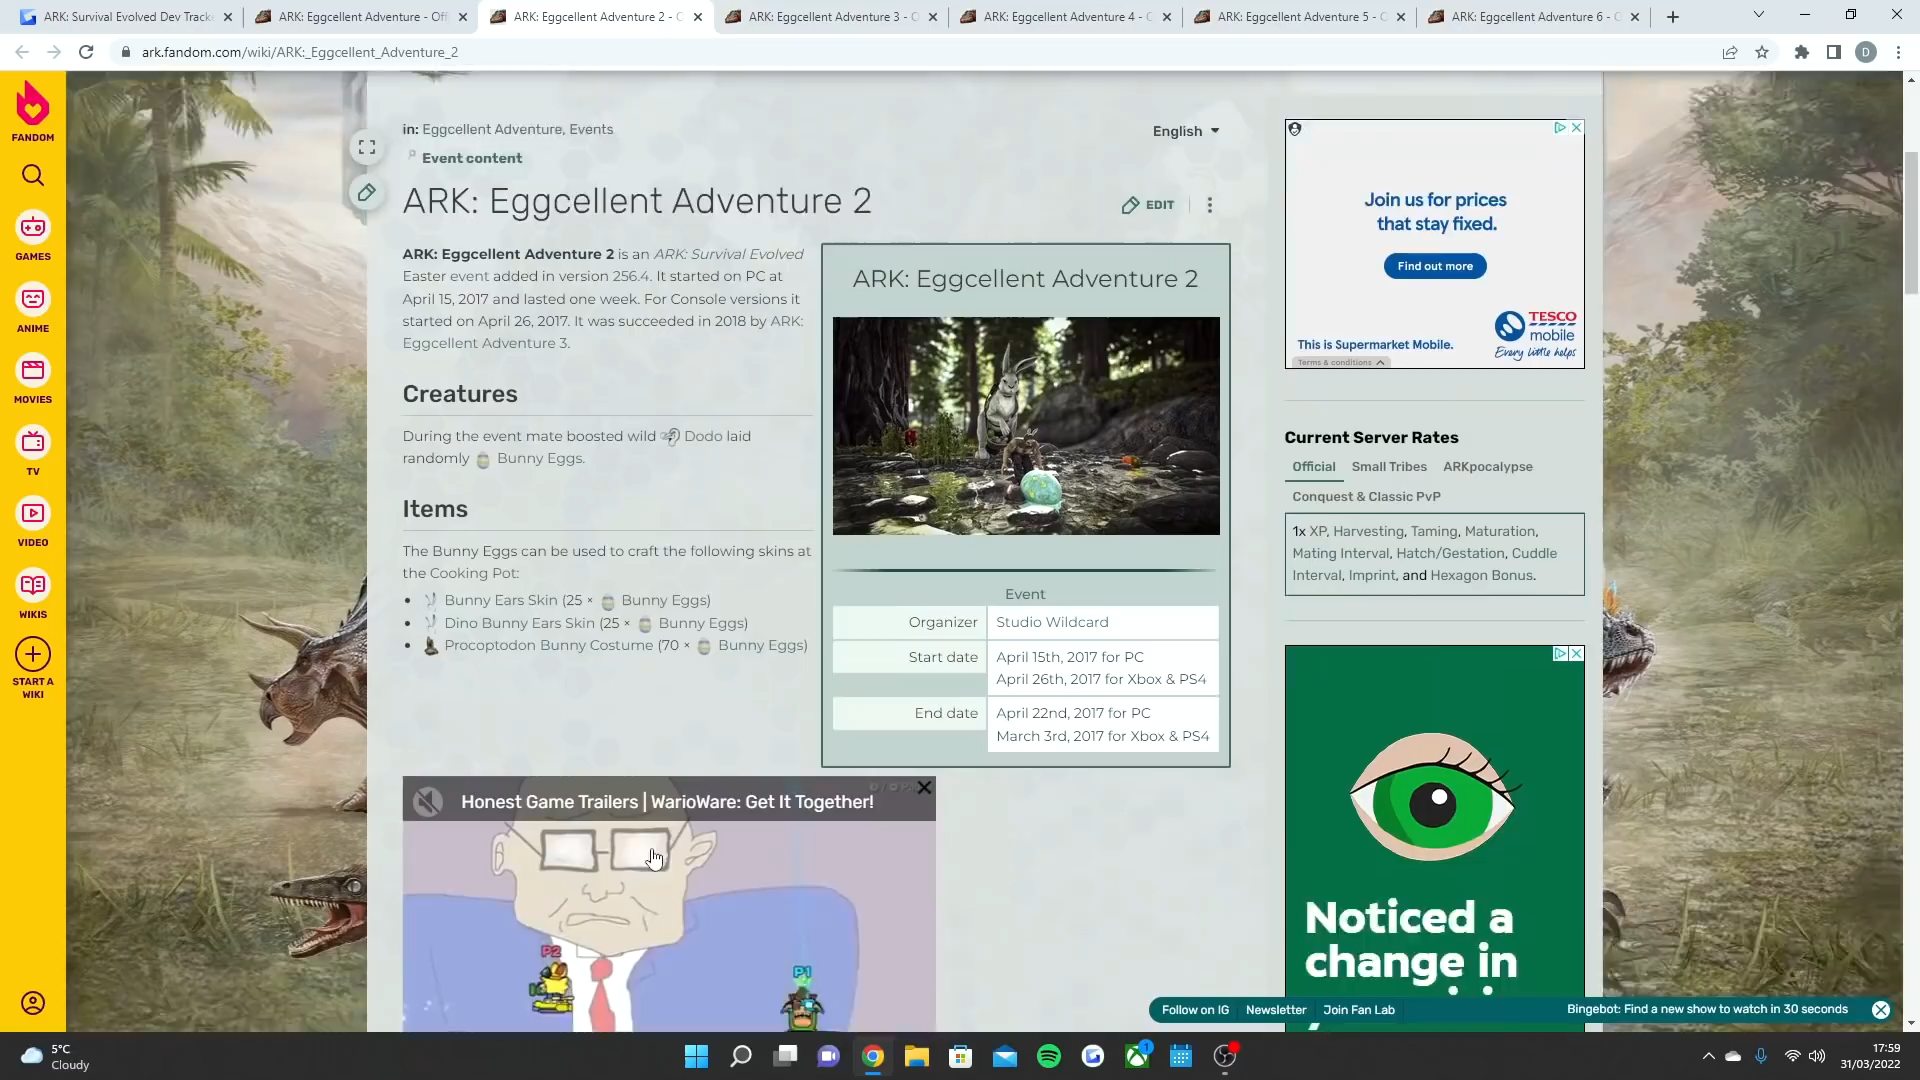 ARK: Survival Evolved Dev Track
ARK: Eggcellent Adventure - Offi
ARK: Eggcellent Adventure 2 - O
ARK: Eggcellent Adventure 3 - O
ARK: Eggcellent Adventure 4 - O
ARK: Eggcellent Adventure 5 - O
ARK: Eggcellent Adventure 6 - O
ark.fandom.com/wiki/ARK:_Eggcellent_Adventure_2
D
FANDOM
GAMES
ANIME
MOVIES
TV
VIDEO
WIKIS
START A
WIKI
in: Eggcellent Adventure, Events
English
Event content
ARK: Eggcellent Adventure 2
EDIT
ARK: Eggcellent Adventure 2 is an ARK: Survival Evolved
Easter event added in version 256.4. It started on PC at
April 15, 2017 and lasted one week. For Console versions it
started on April 26, 2017. It was succeeded in 2018 by ARK:
Eggcellent Adventure 3.
Creatures
During the event mate boosted wild Dodo laid
randomly Bunny Eggs.
Items
The Bunny Eggs can be used to craft the following skins at
the Cooking Pot:
• Bunny Ears Skin (25 × Bunny Eggs)
• Dino Bunny Ears Skin (25 × Bunny Eggs)
• Procoptodon Bunny Costume (70 × Bunny Eggs)
ARK: Eggcellent Adventure 2
Event
Organizer Studio Wildcard
Start date April 15th, 2017 for PC
April 26th, 2017 for Xbox & PS4
End date April 22nd, 2017 for PC
March 3rd, 2017 for Xbox & PS4
Honest Game Trailers | WarioWare: Get It Together!
P2
P1
Join us for prices
that stay fixed.
Find out more
TESCO
mobile
Every little helps
This is Supermarket Mobile.
Terms & conditions
Current Server Rates
Official Small Tribes ARKpocalypse
Conquest & Classic PvP
1x XP, Harvesting, Taming, Maturation,
Mating Interval, Hatch/Gestation, Cuddle
Interval, Imprint, and Hexagon Bonus.
Noticed a
change in
Follow on IG Newsletter Join Fan Lab
Bingebot: Find a new show to watch in 30 seconds
5°C
Cloudy
1
17:59
31/03/2022